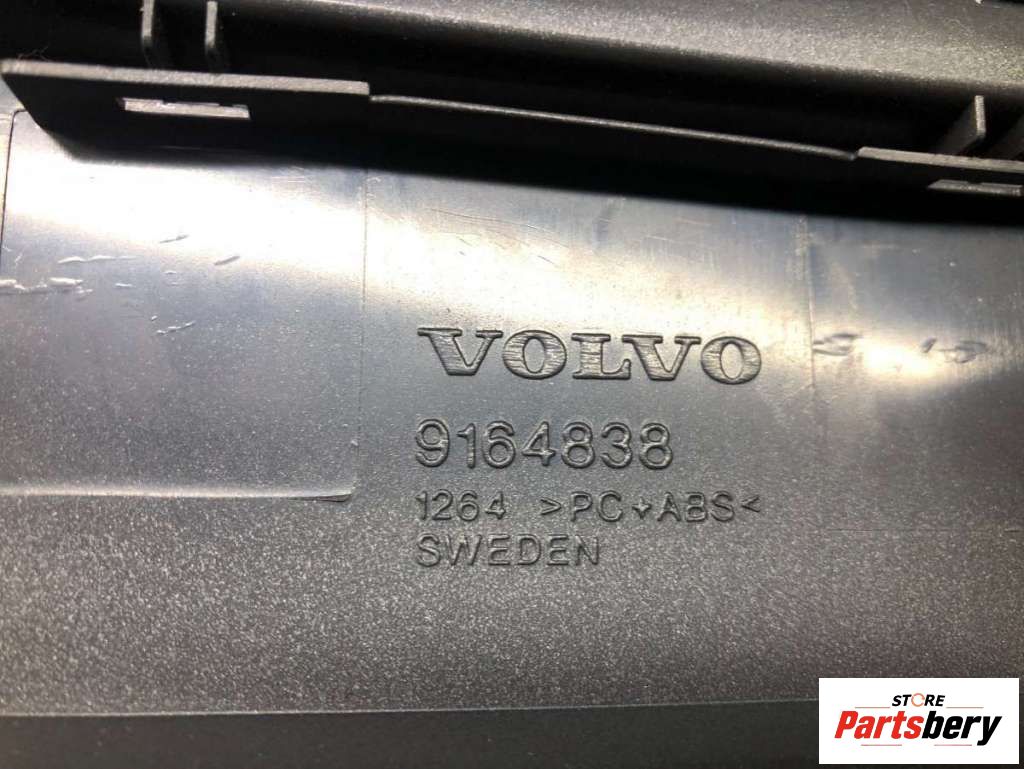 VOLVO
9164838
1264 >PC+ABS<
SWEDEN
STORE
Partsbery